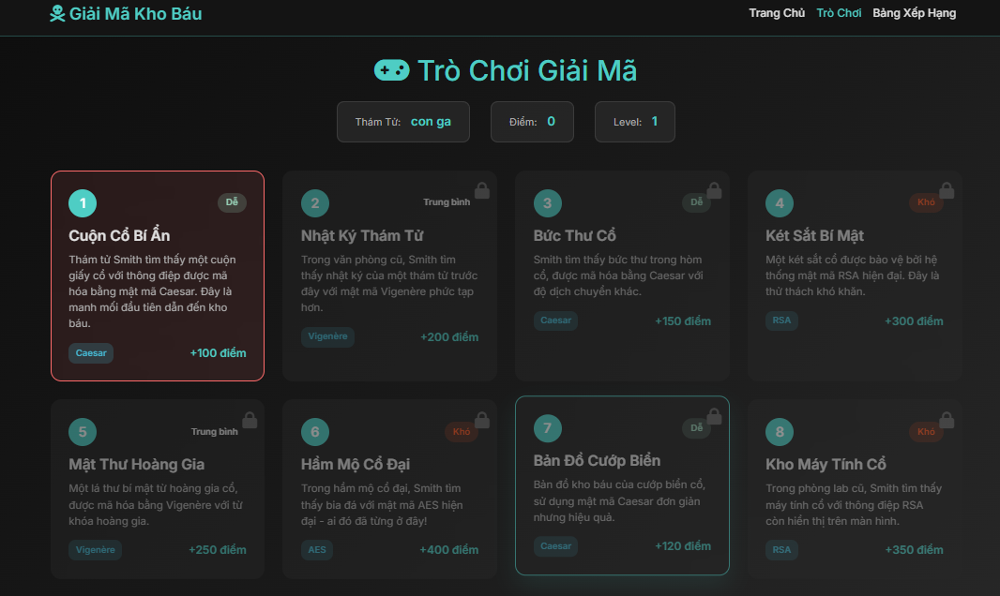 Giải Mã Kho Báu
Trang Chủ Trò Chơi Bảng Xếp Hạng
Trò Chơi Giải Mã
Thám Tử: con ga Điểm: 0 Level: 1
1 Dễ
Cuộn Cổ Bí Ẩn
Thám tử Smith tìm thấy một cuộn
giấy cổ với thông điệp được mã
hóa bằng mật mã Caesar. Đây là
manh mối đầu tiên dẫn đến kho
báu.
Caesar +100 điểm
2 Trung bình
Nhật Ký Thám Tử
Trong văn phòng cũ, Smith tìm
thấy nhật ký của một thám tử trước
đây với mật mã Vigenère phức tạp
hơn.
Vigenère +200 điểm
3 Dễ
Bức Thư Cổ
Smith tìm thấy bức thư trong hòm
cổ, được mã hóa bằng Caesar với
độ dịch chuyển khác.
Caesar +150 điểm
4 Khó
Két Sắt Bí Mật
Một két sắt cổ được bảo vệ bởi hệ
thống mật mã RSA hiện đại. Đây là
thử thách khó khăn.
RSA +300 điểm
5 Trung bình
Mật Thư Hoàng Gia
Một lá thư bí mật từ hoàng gia cổ,
được mã hóa bằng Vigenère với từ
khóa hoàng gia.
Vigenère +250 điểm
6 Khó
Hầm Mộ Cổ Đại
Trong hầm mộ cổ đại, Smith tìm
thấy bia đá với mật mã AES hiện
đại - ai đó đã từng ở đây!
AES +400 điểm
7 Dễ
Bản Đồ Cướp Biển
Bản đồ kho báu của cướp biển cổ,
sử dụng mật mã Caesar đơn giản
nhưng hiệu quả.
Caesar +120 điểm
8 Khó
Kho Máy Tính Cổ
Trong phòng lab cũ, Smith tìm thấy
máy tính cổ với thông điệp RSA
còn hiển thị trên màn hình.
RSA +350 điểm